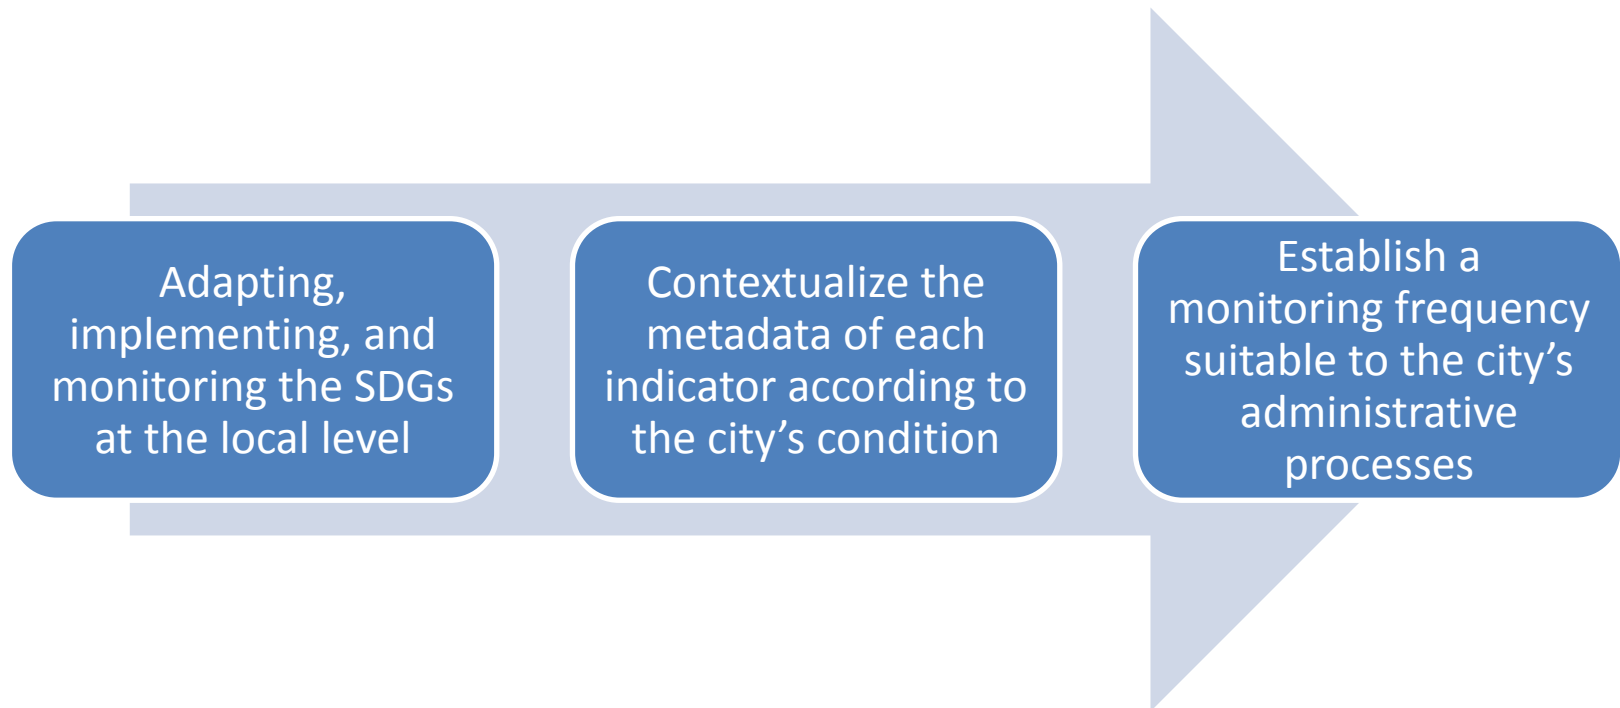 Adapting,
implementing, and
monitoring the SDGs
at the local level
Contextualize the
metadata of each
indicator according to
the city’s condition
Establish a
monitoring frequency
suitable to the city’s
administrative
processes